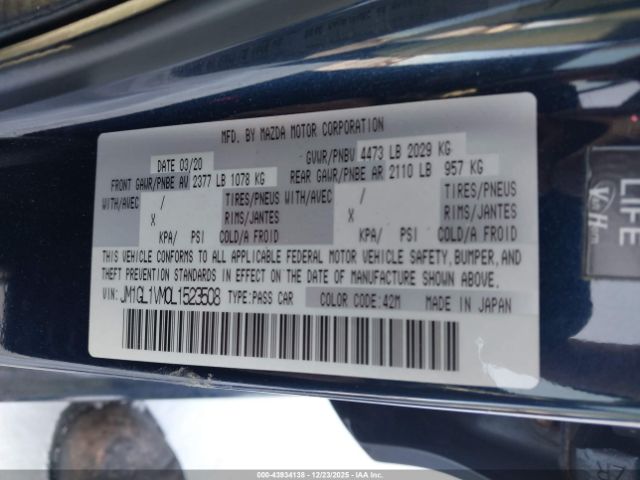 MFD. BY MAZDA MOTOR CORPORATION
DATE 03/20 GVWR/PNBV 4473 LB 2029 KG
FRONT GAWR/PNBE AV 2377 LB 1078 KG REAR GAWR/PNBE AR 2110 LB 957 KG
WITH/AVEC / TIRES/PNEUS WITH/AVEC / TIRES/PNEUS
X RIMS/JANTES X RIMS/JANTES
KPA/ PSI COLD/A FROID KPA/ PSI COLD/A FROID
THIS VEHICLE CONFORMS TO ALL APPLICABLE FEDERAL MOTOR VEHICLE SAFETY, BUMPER, AND
THEFT PREVENTION STANDARDS IN EFFECT ON THE DATE OF MANUFACTURE SHOWN ABOVE.
VIN: JM1GL1VM0L1523508 TYPE: PASS CAR COLOR CODE: 42M MADE IN JAPAN
LIFE
00-43834138 - 12/23/2025 - COPYRIGHT IAA, LLC